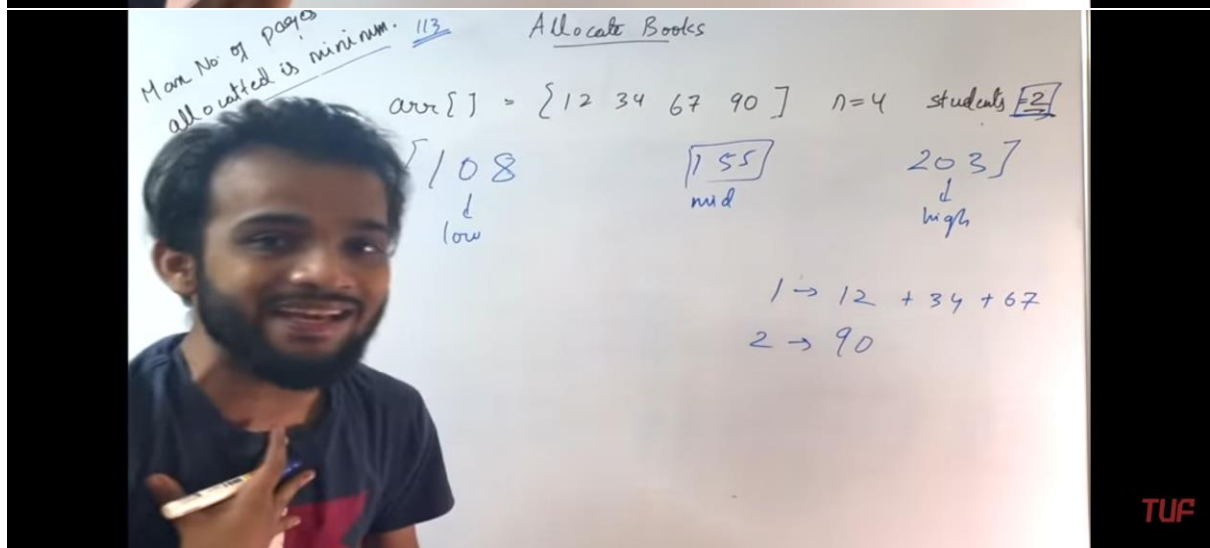 Max No. of pages
allocatted is minimum. 113
Allocate Books
arr [ ] = {12 34 67 90 ] n=4 students =2
[108 155 203]
low mid high
1 → 12 + 34 + 67
2 → 90
TUF